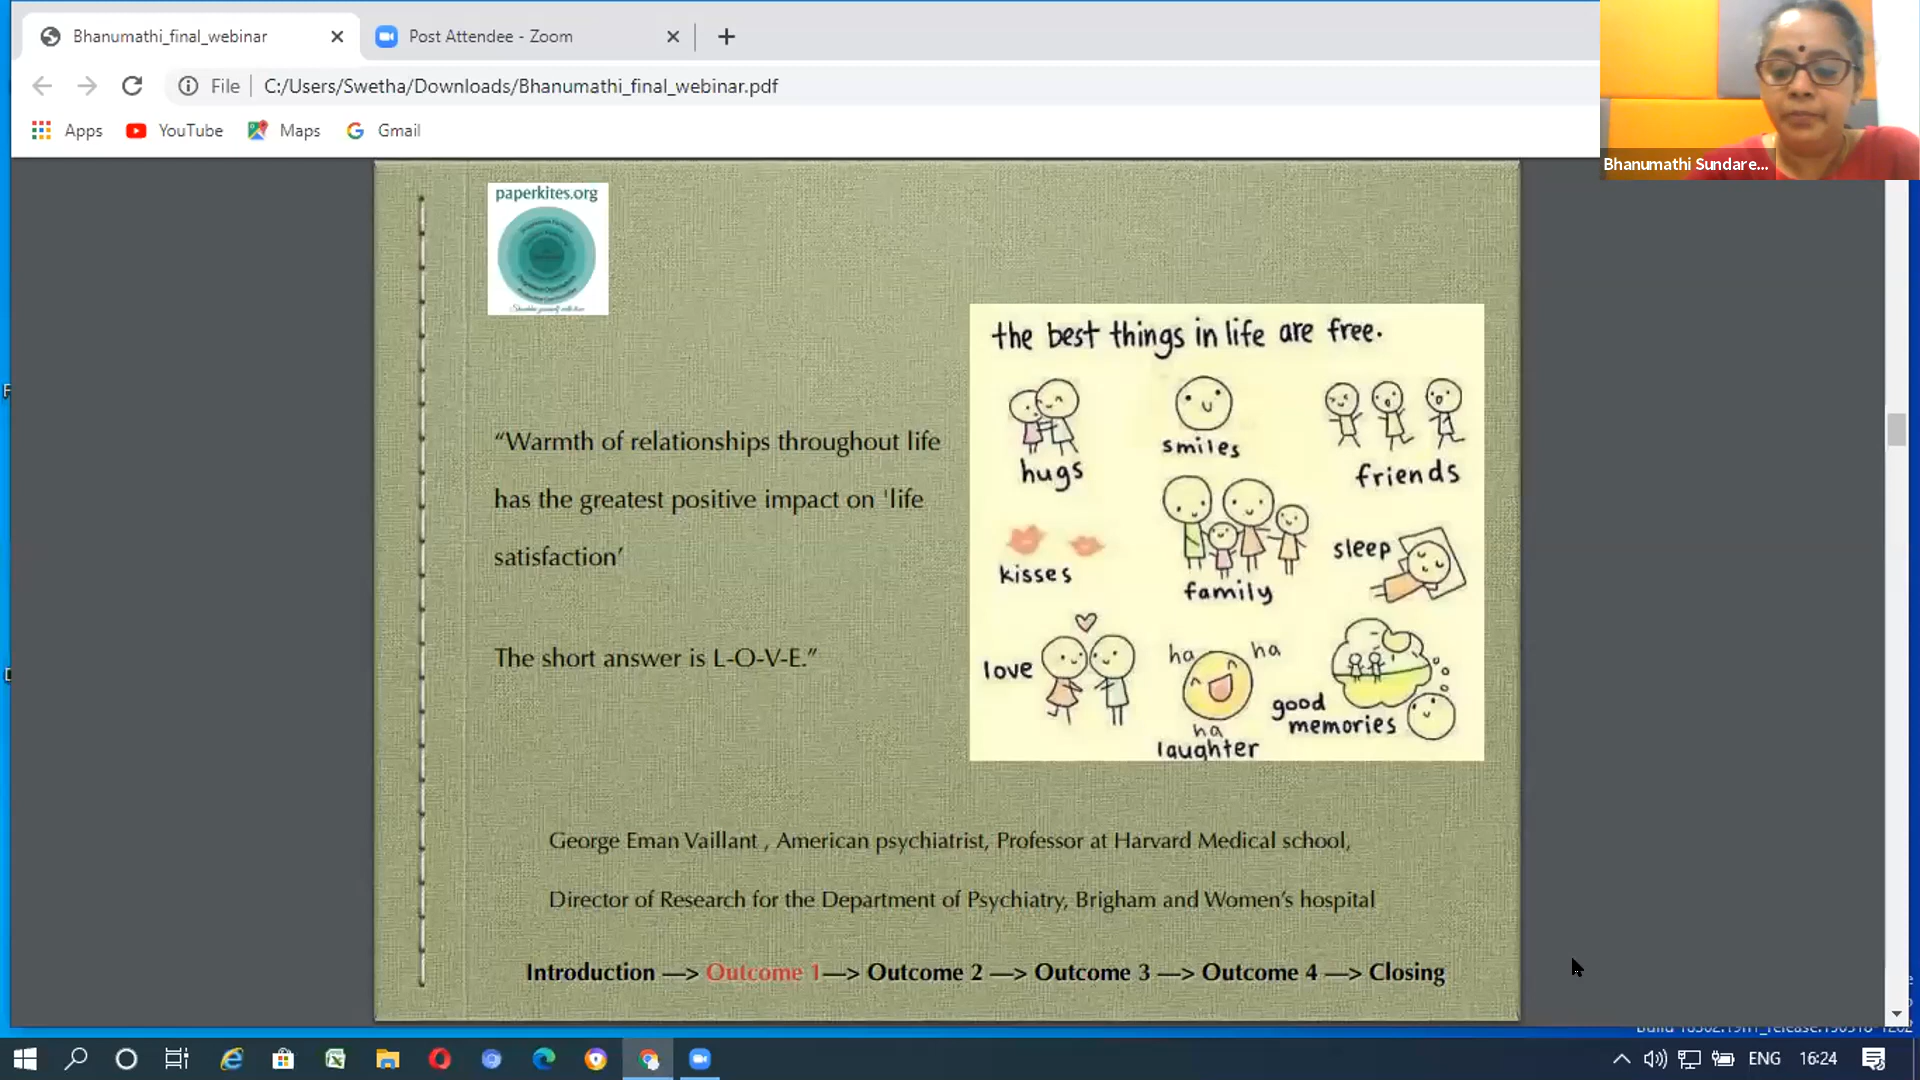 Bhanumathi_final_webinar
Post Attendee - Zoom
File
C:/Users/Swetha/Downloads/Bhanumathi_final_webinar.pdf
Apps
YouTube
Maps
Gmail
Bhanumathi Sundare...
paperkites.org
the best things in life are free.
hugs
smiles
friends
kisses
family
sleep
love
ha
ha
ha
laughter
good
memories
“Warmth of relationships throughout life
has the greatest positive impact on 'life
satisfaction’
The short answer is L-O-V-E.”
George Eman Vaillant , American psychiatrist, Professor at Harvard Medical school,
Director of Research for the Department of Psychiatry, Brigham and Women’s hospital
Introduction —> Outcome 1—> Outcome 2 —> Outcome 3 —> Outcome 4 —> Closing
ENG
16:24